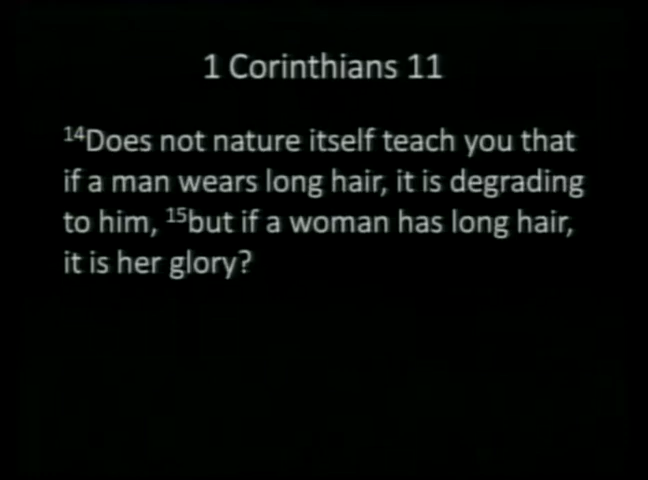 1 Corinthians 11
¹⁴Does not nature itself teach you that
if a man wears long hair, it is degrading
to him, ¹⁵but if a woman has long hair,
it is her glory?